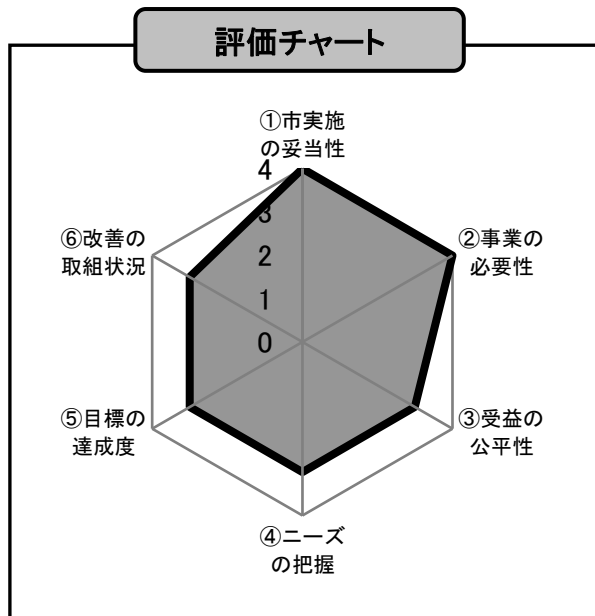 評価チャート
①市実施
の妥当性
4
3
2
1
0
②事業の
必要性
③受益の
公平性
④ニーズ
の把握
⑤目標の
達成度
⑥改善の
取組状況